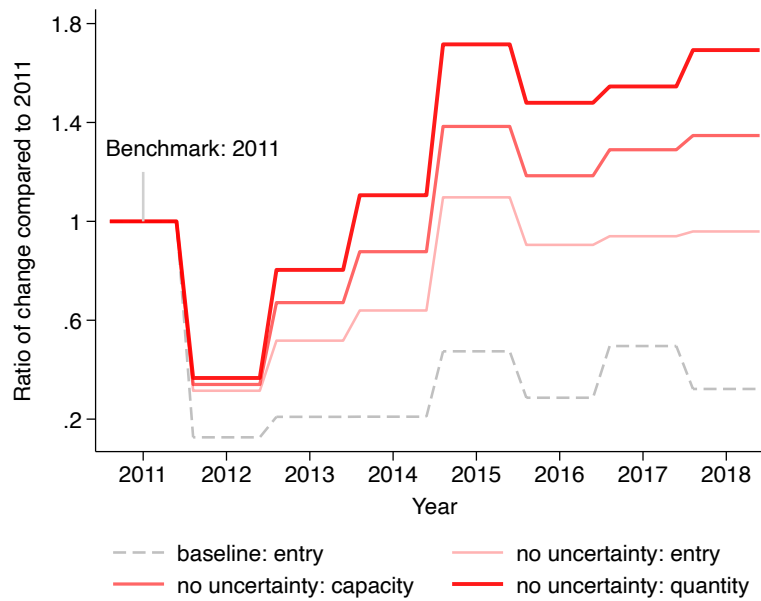 Ratio of change compared to 2011
1.8
1.4
1
.6
.2
Benchmark: 2011
2011 2012 2013 2014 2015 2016 2017 2018
Year
baseline: entry
no uncertainty: entry
no uncertainty: capacity
no uncertainty: quantity